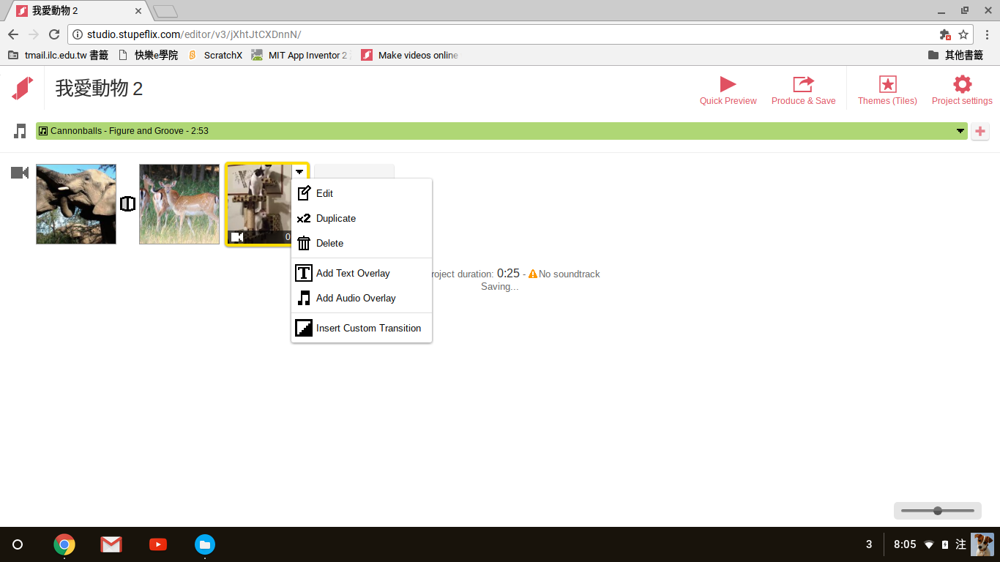 我愛動物 2
studio.stupeflix.com/editor/v3/jXhtJtCXDnnN/
tmail.ilc.edu.tw 書籤
快樂e學院
ScratchX
MIT App Inventor 2
Make videos online
其他書籤
我愛動物 2
Quick Preview
Produce & Save
Themes (Tiles)
Project settings
Cannonballs - Figure and Groove - 2:53
0
Edit
x2 Duplicate
Delete
T Add Text Overlay
Add Audio Overlay
Insert Custom Transition
roject duration: 0:25 - No soundtrack
Saving...
3
8:05
注